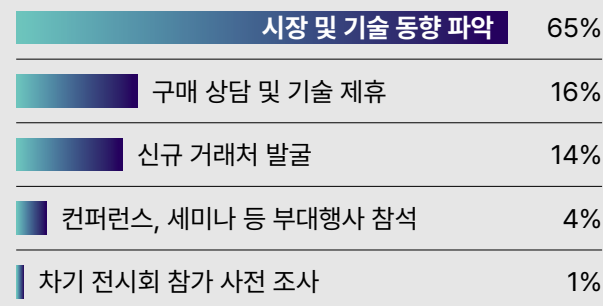 시장 및 기술 동향 파악 65%
구매 상담 및 기술 제휴 16%
신규 거래처 발굴 14%
컨퍼런스, 세미나 등 부대행사 참석 4%
차기 전시회 참가 사전 조사 1%